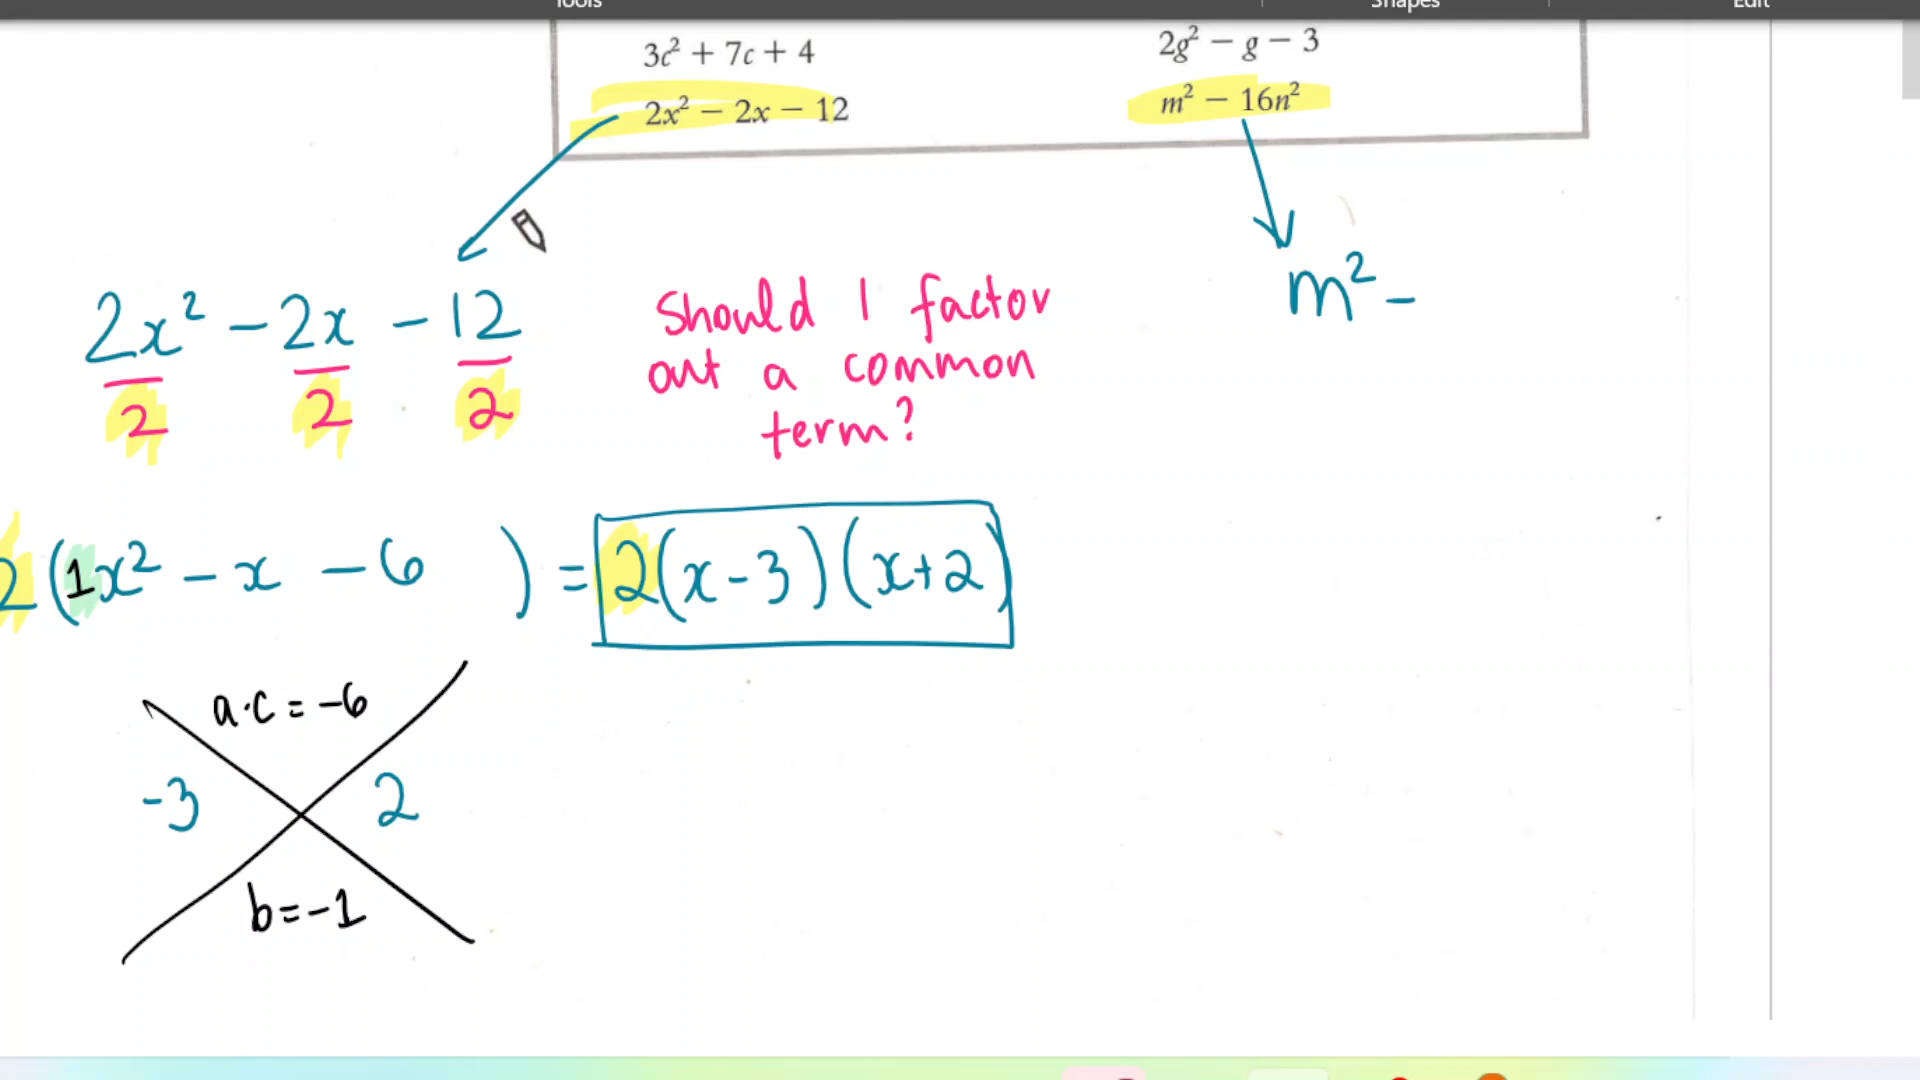 Tools Shapes Edit
3c² + 7c + 4 2g² – g – 3
2x² – 2x – 12 m² – 16n²
2x² – 2x – 12
2 2 2
Should I factor
out a common
term?
m² –
2(1x² – x – 6 ) = 2(x-3)(x+2)
a·c = -6
-3 2
b=-1